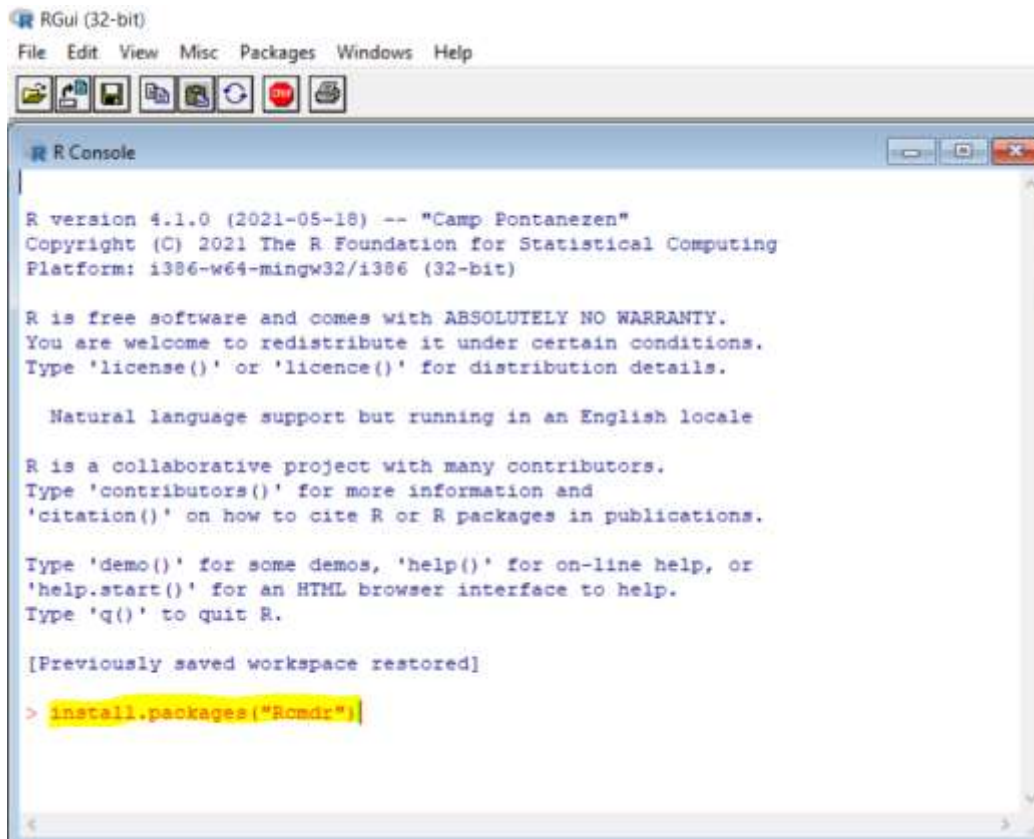 RGui (32-bit)
File Edit View Misc Packages Windows Help
STOP
R Console
R version 4.1.0 (2021-05-18) -- "Camp Pontanezen"
Copyright (C) 2021 The R Foundation for Statistical Computing
Platform: i386-w64-mingw32/i386 (32-bit)
R is free software and comes with ABSOLUTELY NO WARRANTY.
You are welcome to redistribute it under certain conditions.
Type 'license()' or 'licence()' for distribution details.
Natural language support but running in an English locale
R is a collaborative project with many contributors.
Type 'contributors()' for more information and
'citation()' on how to cite R or R packages in publications.
Type 'demo()' for some demos, 'help()' for on-line help, or
'help.start()' for an HTML browser interface to help.
Type 'q()' to quit R.
[Previously saved workspace restored]
> install.packages("Rcmdr")